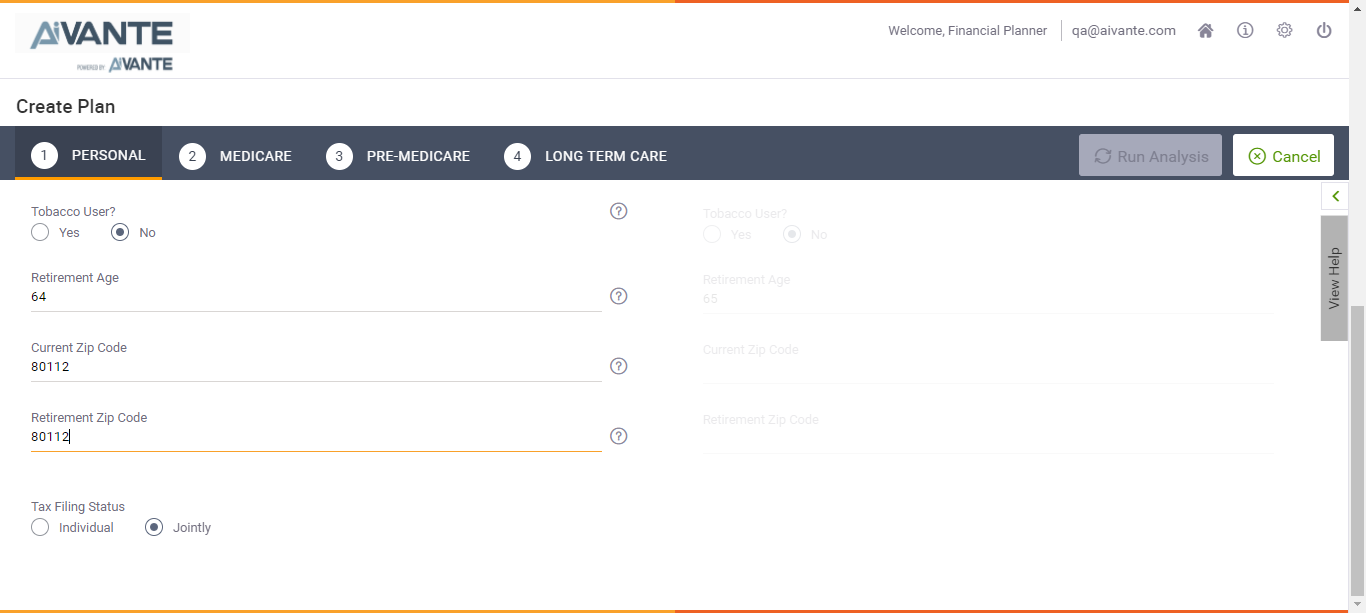 AiVANTE
POWERED BY AiVANTE
Welcome, Financial Planner
qa@aivante.com
Create Plan
1 PERSONAL
2 MEDICARE
3 PRE-MEDICARE
4 LONG TERM CARE
Run Analysis
Cancel
View Help
Tobacco User?
Yes No
Retirement Age
64
Current Zip Code
80112
Retirement Zip Code
80112
Tax Filing Status
Individual Jointly
Tobacco User?
Yes No
Retirement Age
65
Current Zip Code
Retirement Zip Code